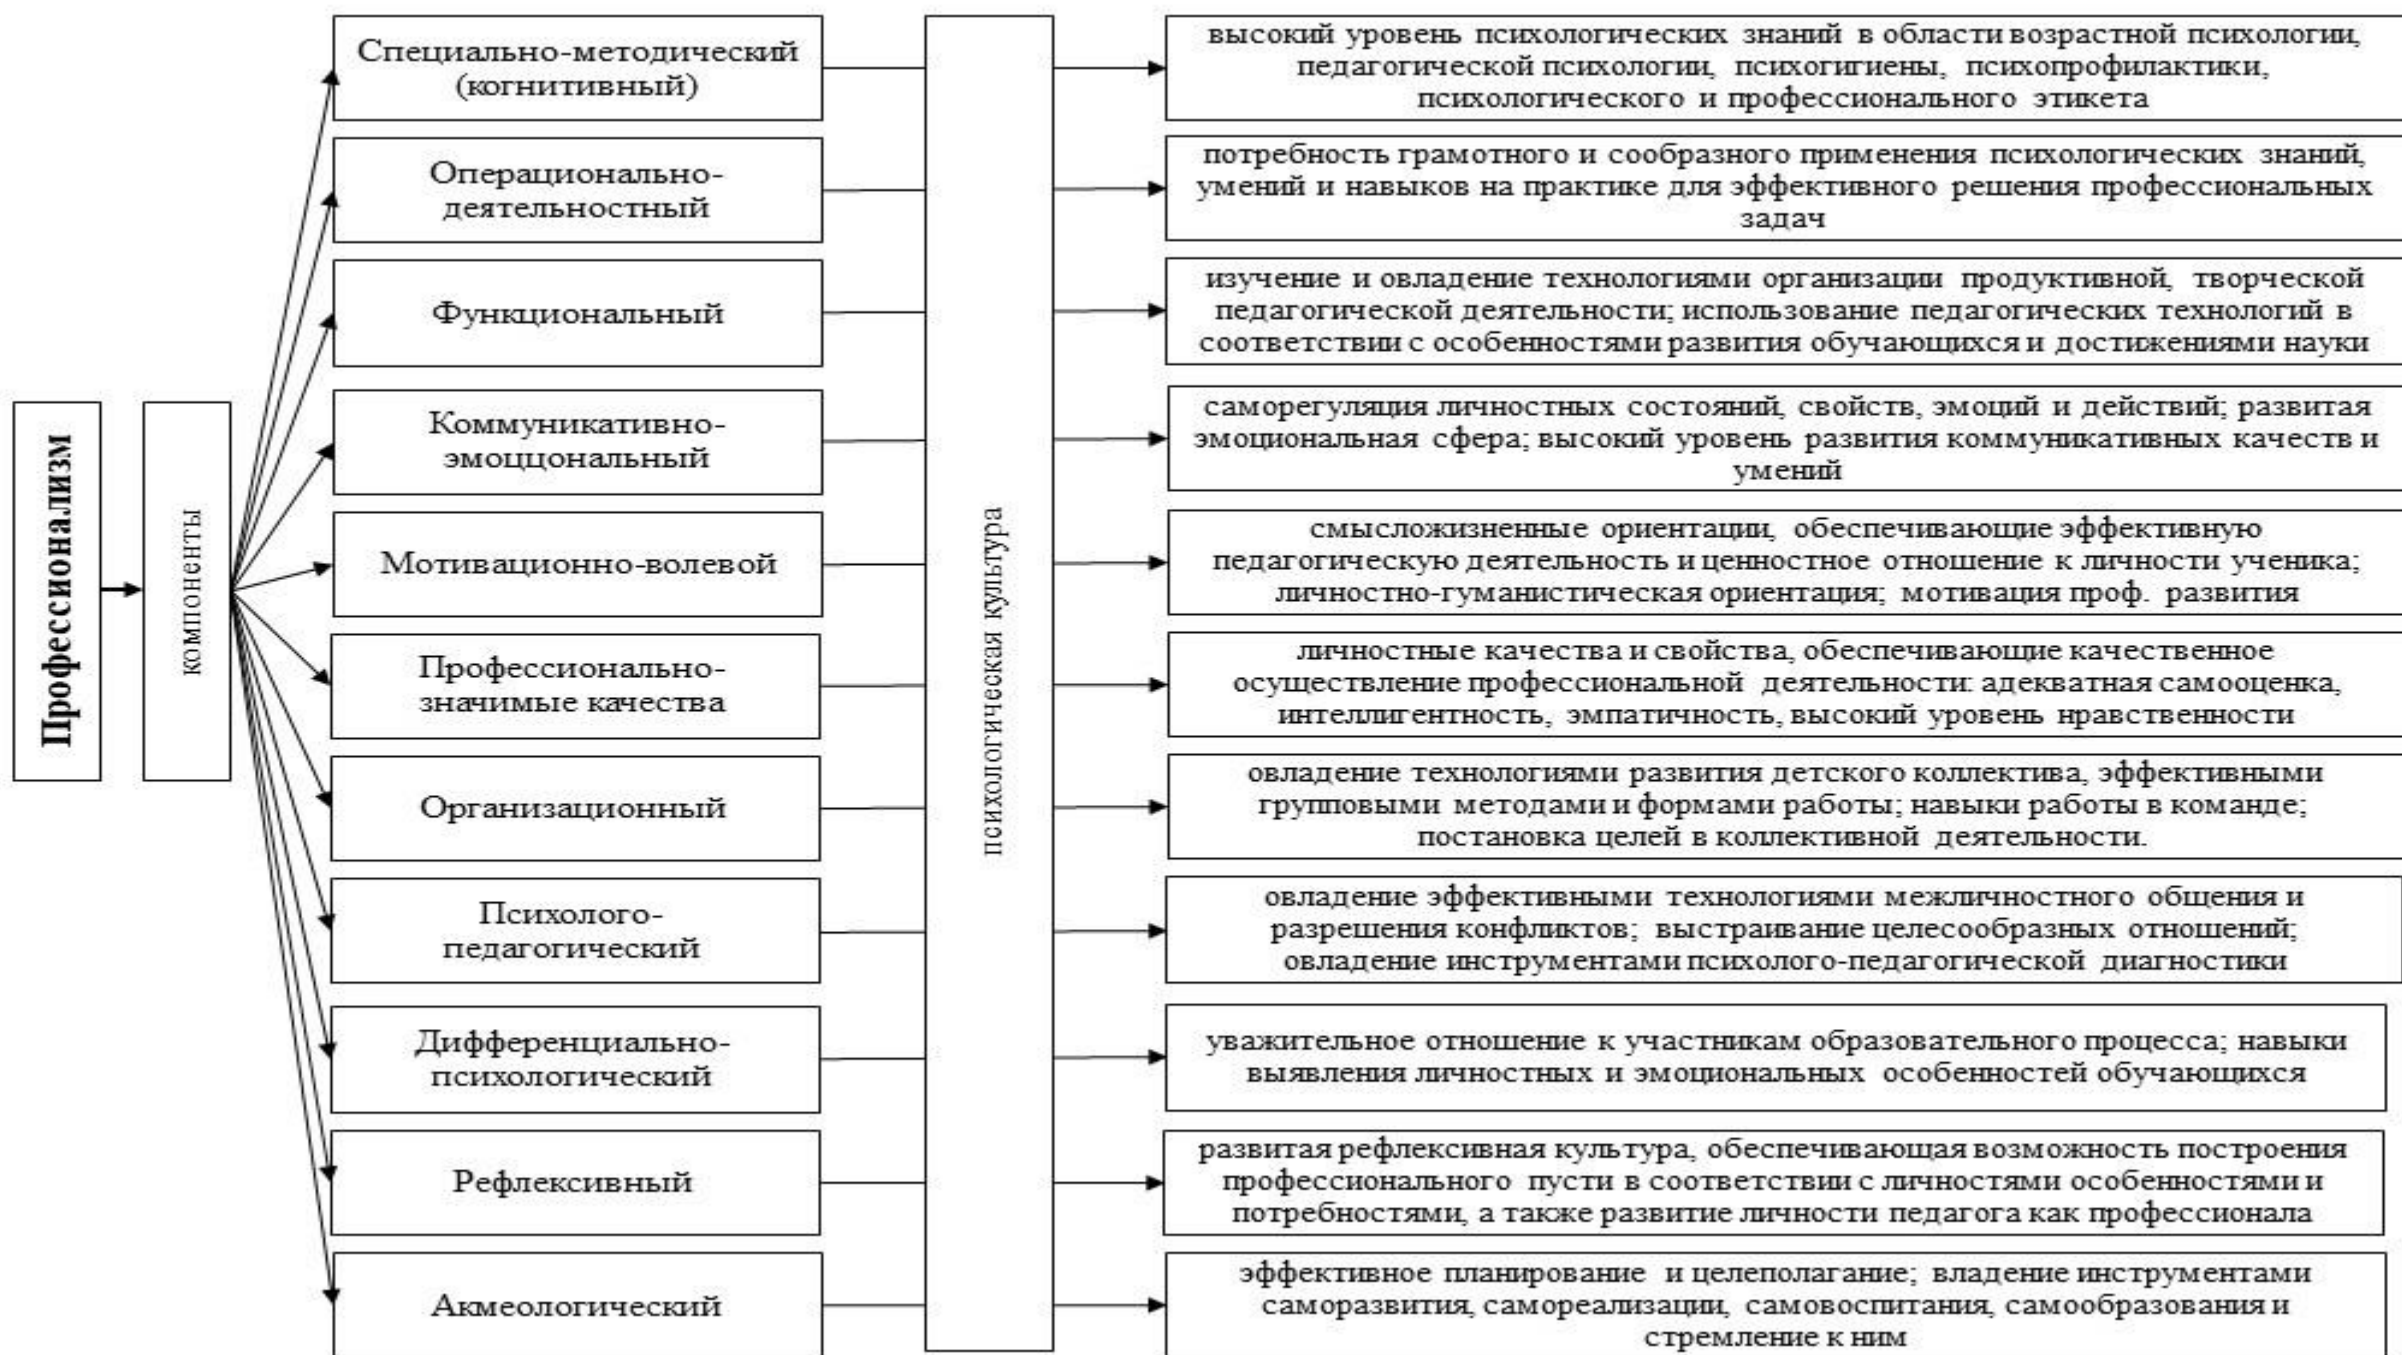 Профессионализм
компоненты
Специально-методический
(когнитивный)
Операционально-
деятельностный
Функциональный
Коммуникативно-
эмоццональный
Мотивационно-волевой
Профессионально-
значимые качества
Организационный
Психолого-
педагогический
Дифференциально-
психологический
Рефлексивный
Акмеологический
психологическая культура
высокий уровень психологических знаний в области возрастной психологии,
педагогической психологии, психогигиены, психопрофилактики,
психологического и профессионального этикета
потребность грамотного и сообразного применения психологических знаний,
умений и навыков на практике для эффективного решения профессиональных
задач
изучение и овладение технологиями организации продуктивной, творческой
педагогической деятельности; использование педагогических технологий в
соответствии с особенностями развития обучающихся и достижениями науки
саморегуляция личностных состояний, свойств, эмоций и действий; развитая
эмоциональная сфера; высокий уровень развития коммуникативных качеств и
умений
смысложизненные ориентации, обеспечивающие эффективную
педагогическую деятельность и ценностное отношение к личности ученика;
личностно-гуманистическая ориентация; мотивация проф. развития
личностные качества и свойства, обеспечивающие качественное
осуществление профессиональной деятельности: адекватная самооценка,
интеллигентность, эмпатичность, высокий уровень нравственности
овладение технологиями развития детского коллектива, эффективными
групповыми методами и формами работы; навыки работы в команде;
постановка целей в коллективной деятельности.
овладение эффективными технологиями межличностного общения и
разрешения конфликтов; выстраивание целесообразных отношений;
овладение инструментами психолого-педагогической диагностики
уважительное отношение к участникам образовательного процесса; навыки
выявления личностных и эмоциональных особенностей обучающихся
развитая рефлексивная культура, обеспечивающая возможность построения
профессионального пусти в соответствии с личностями особенностями и
потребностями, а также развитие личности педагога как профессионала
эффективное планирование и целеполагание; владение инструментами
саморазвития, самореализации, самовоспитания, самообразования и
стремление к ним